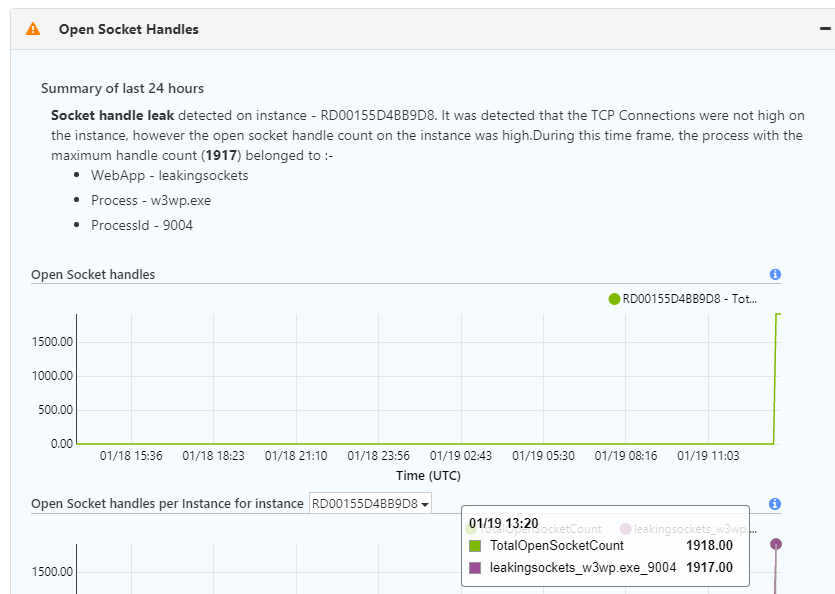 Open Socket Handles
Summary of last 24 hours
Socket handle leak detected on instance - RD00155D4BB9D8. It was detected that the TCP Connections were not high on
the instance, however the open socket handle count on the instance was high.During this time frame, the process with the
maximum handle count (1917) belonged to :-
WebApp - leakingsockets
Process - w3wp.exe
ProcessId - 9004
Open Socket handles
RD00155D4BB9D8 - Tot...
1500.00
1000.00
500.00
0.00
01/18 15:36 01/18 18:23 01/18 21:10 01/18 23:56 01/19 02:43 01/19 05:30 01/19 08:16 01/19 11:03
Time (UTC)
Open Socket handles per Instance for instance RD00155D4BB9D8
TotalOpenSocketCount leakingsockets_w3wp...
01/19 13:20
TotalOpenSocketCount 1918.00
leakingsockets_w3wp.exe_9004 1917.00
1500.00